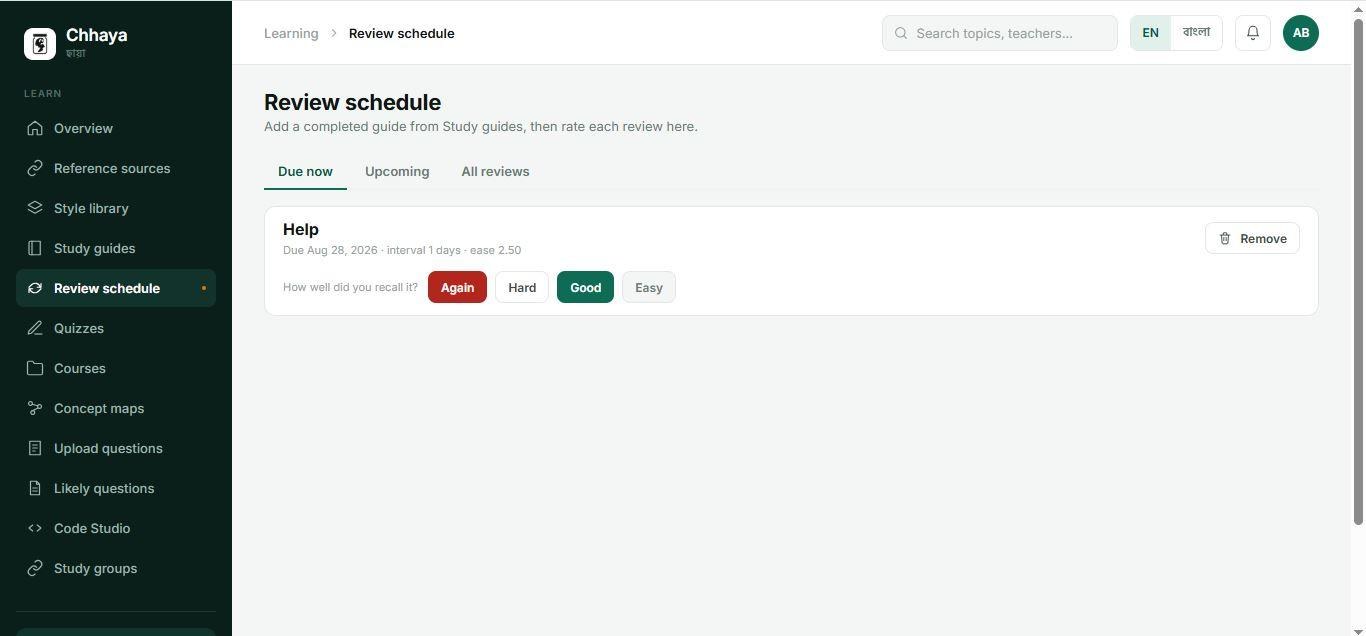 Chhaya
ছায়া
LEARN
Overview
Reference sources
Style library
Study guides
Review schedule
Quizzes
Courses
Concept maps
Upload questions
Likely questions
Code Studio
Study groups
Learning > Review schedule
Search topics, teachers...
EN বাংলা
AB
Review schedule
Add a completed guide from Study guides, then rate each review here.
Due now Upcoming All reviews
Help
Due Aug 28, 2026 · interval 1 days · ease 2.50
Remove
How well did you recall it? Again Hard Good Easy